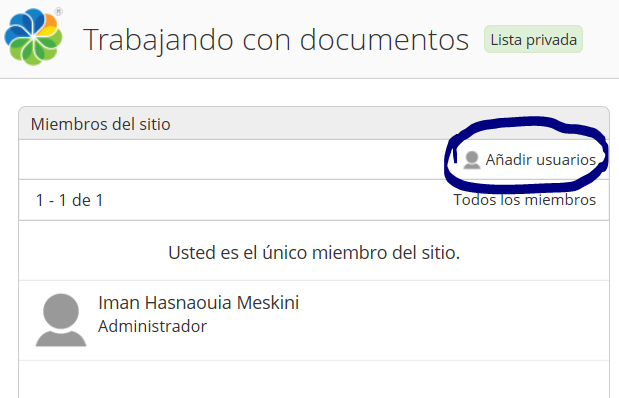 Trabajando con documentos
Lista privada
Miembros del sitio
Añadir usuarios
1 - 1 de 1
Todos los miembros
Usted es el único miembro del sitio.
Iman Hasnaouia Meskini
Administrador